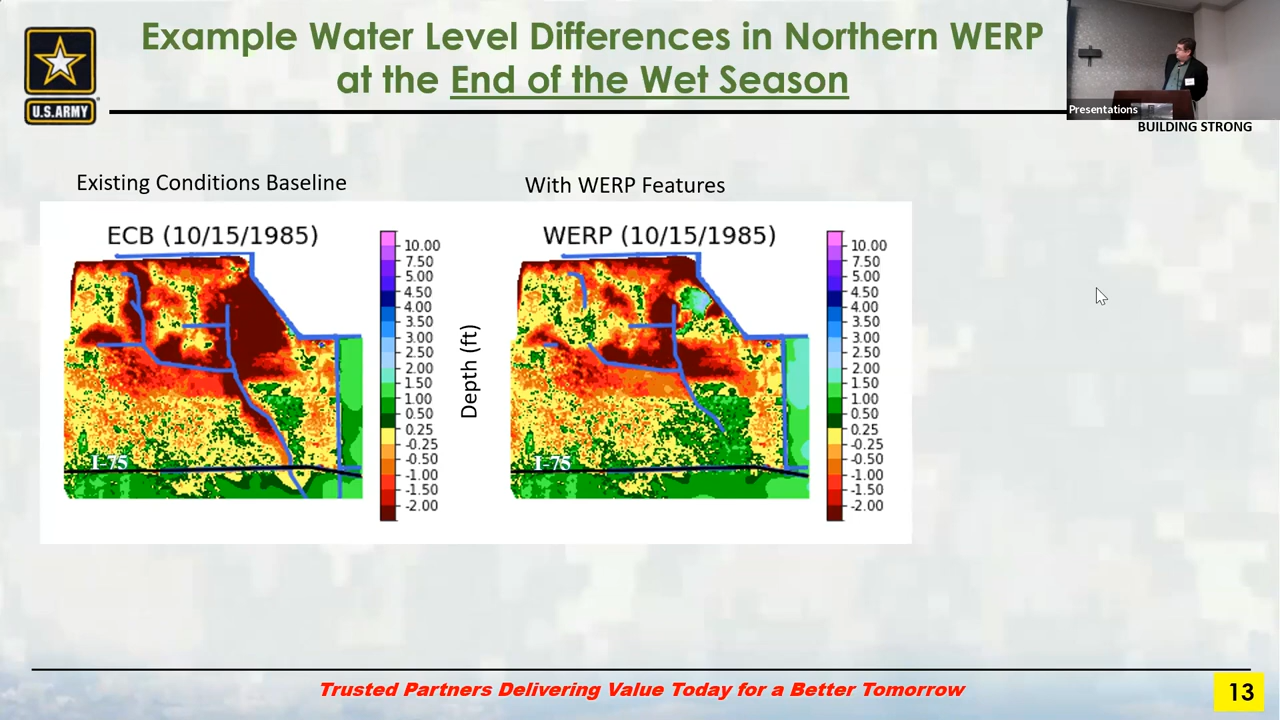 Example Water Level Differences in Northern WERP
at the End of the Wet Season
U.S.ARMY
Presentations
BUILDING STRONG
Existing Conditions Baseline
With WERP Features
ECB (10/15/1985)
10.00
7.50
5.00
4.50
4.00
3.50
3.00
2.50
2.00
1.50
1.00
0.50
0.25
-0.25
-0.50
-1.00
-1.50
-2.00
I-75
Depth (ft)
WERP (10/15/1985)
10.00
7.50
5.00
4.50
4.00
3.50
3.00
2.50
2.00
1.50
1.00
0.50
0.25
-0.25
-0.50
-1.00
-1.50
-2.00
I-75
Trusted Partners Delivering Value Today for a Better Tomorrow
13